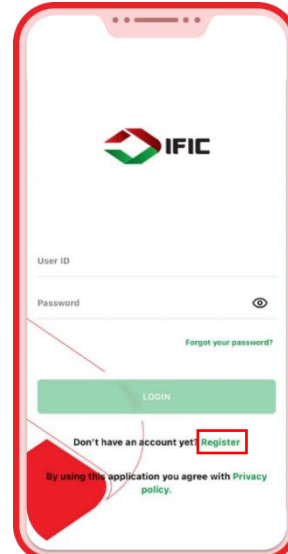 IFIC
User ID
Password
Forgot your password?
LOGIN
Don't have an account yet? Register
By using this application you agree with Privacy
policy.